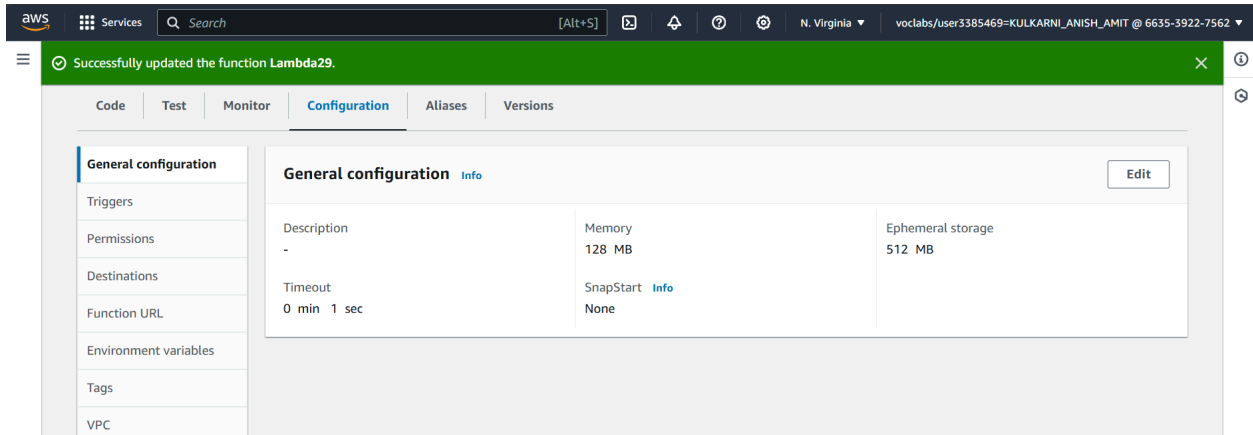 aws Services Search [Alt+S] N. Virginia voclabs/user3385469=KULKARNI_ANISH_AMIT @ 6635-3922-7562
Successfully updated the function Lambda29.
Code Test Monitor Configuration Aliases Versions
General configuration
Triggers
Permissions
Destinations
Function URL
Environment variables
Tags
VPC
General configuration Info Edit
Description
-
Timeout
0 min 1 sec
Memory
128 MB
SnapStart Info
None
Ephemeral storage
512 MB